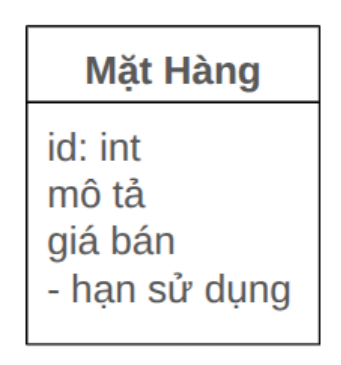 Mặt Hàng
id: int
mô tả
giá bán
- hạn sử dụng